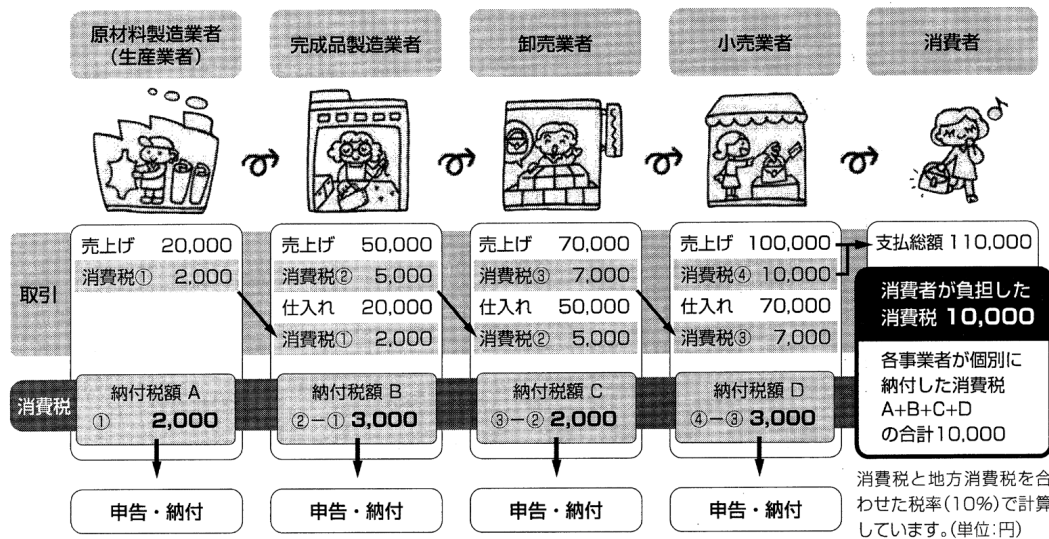 原材料製造業者
(生産業者)
完成品製造業者
卸売業者
小売業者
消費者
取引
売上げ 20,000
消費税① 2,000
売上げ 50,000
消費税② 5,000
仕入れ 20,000
消費税① 2,000
売上げ 70,000
消費税③ 7,000
仕入れ 50,000
消費税② 5,000
売上げ 100,000
消費税④ 10,000
仕入れ 70,000
消費税③ 7,000
支払総額 110,000
消費者が負担した
消費税 10,000
各事業者が個別に
納付した消費税
A+B+C+D
の合計10,000
消費税
納付税額 A
① 2,000
納付税額 B
②-① 3,000
納付税額 C
③-② 2,000
納付税額 D
④-③ 3,000
申告・納付
申告・納付
申告・納付
申告・納付
消費税と地方消費税を合
わせた税率(10%)で計算
しています。(単位:円)